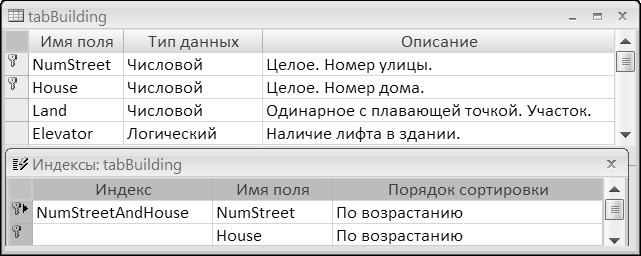 tabBuilding
Имя поля Тип данных Описание
NumStreet Числовой Целое. Номер улицы.
House Числовой Целое. Номер дома.
Land Числовой Одинарное с плавающей точкой. Участок.
Elevator Логический Наличие лифта в здании.
Индексы: tabBuilding
Индекс Имя поля Порядок сортировки
NumStreetAndHouse NumStreet По возрастанию
House По возрастанию